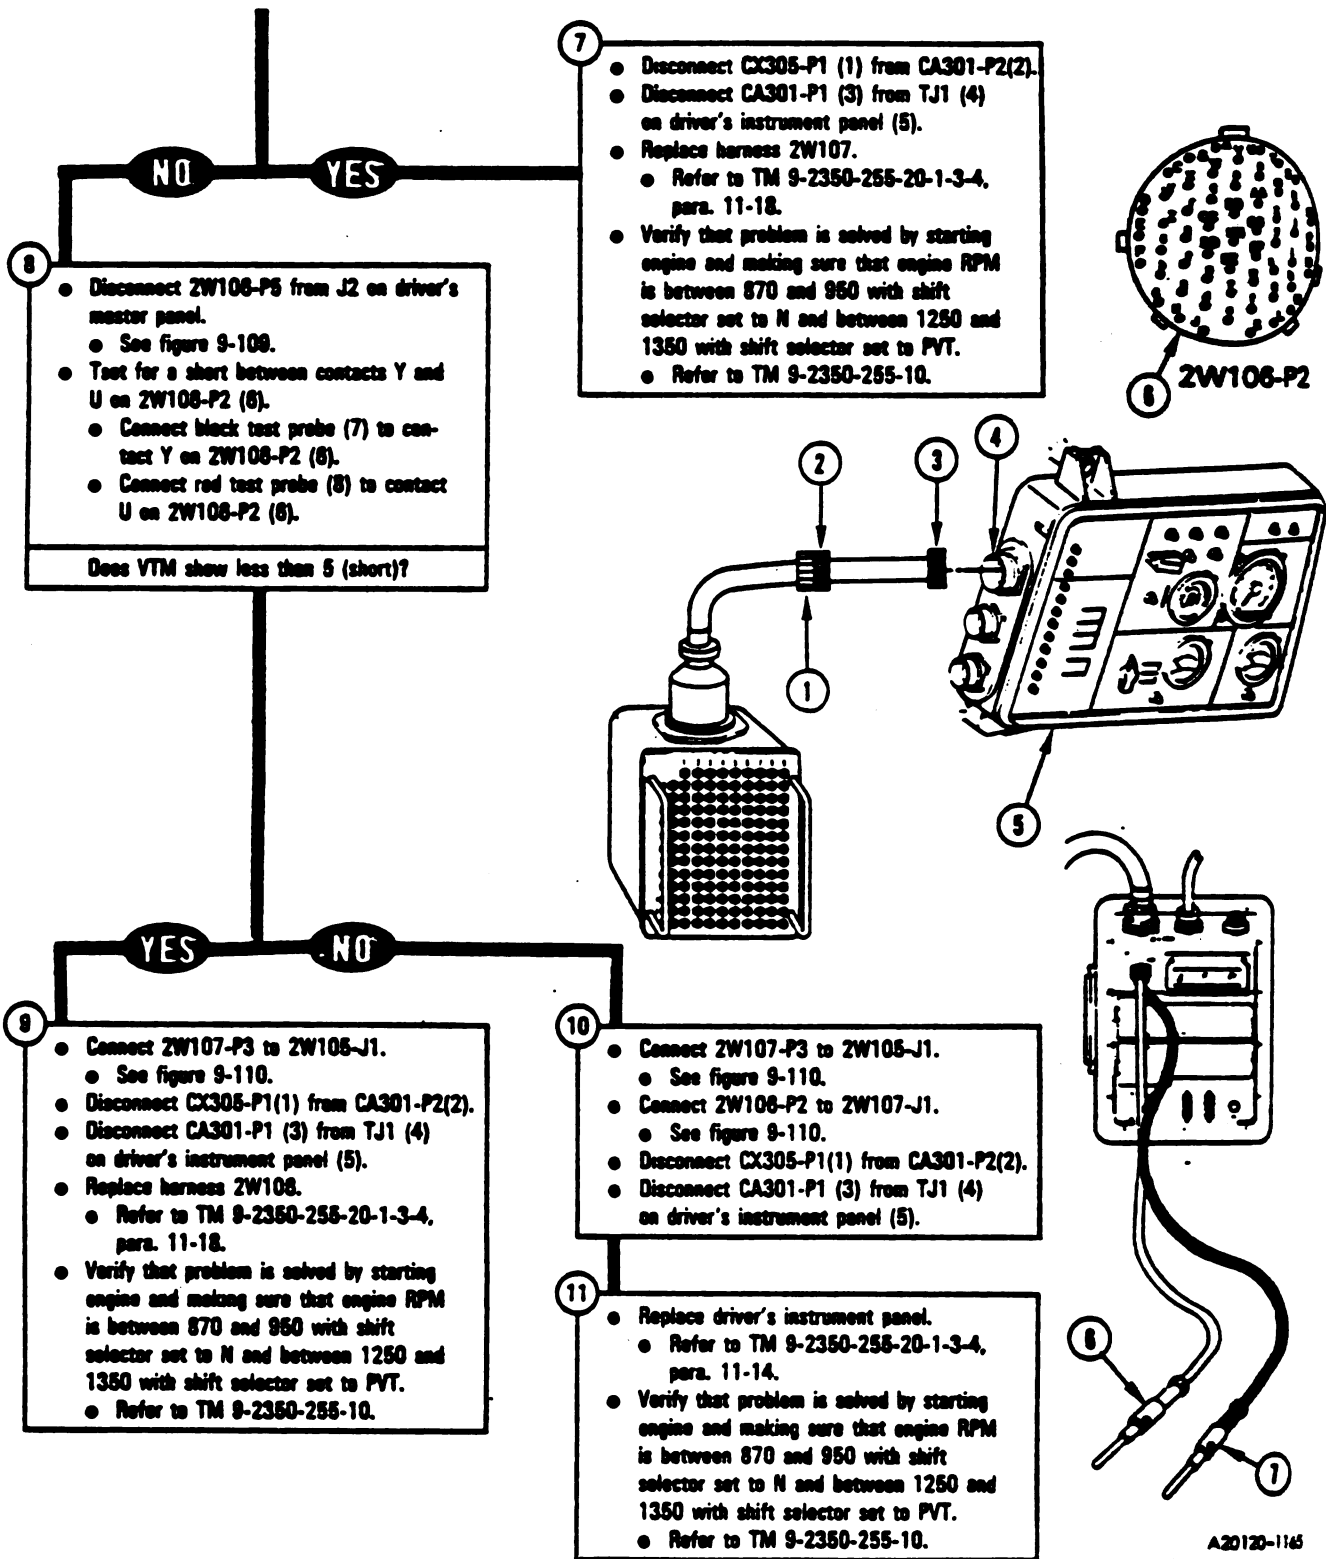 NO
YES
7
● Disconnect CX305-P1 (1) from CA301-P2(2).
● Disconnect CA301-P1 (3) from TJ1 (4)
on driver's instrument panel (5).
● Replace harness 2W107.
● Refer to TM 9-2350-255-20-1-3-4,
para. 11-18.
● Verify that problem is solved by starting
engine and making sure that engine RPM
is between 870 and 950 with shift
selector set to N and between 1250 and
1350 with shift selector set to PVT.
● Refer to TM 9-2350-255-10.
8
● Disconnect 2W106-P5 from J2 on driver's
master panel.
● See figure 9-109.
● Tset for a short between contacts Y and
U on 2W106-P2 (6).
● Connect black test probe (7) to con-
tact Y on 2W106-P2 (6).
● Connect red test probe (8) to contact
U on 2W106-P2 (6).
Does VTM show less than 5 (short)?
6
2W106-P2
2
3
4
1
5
YES
NO
9
● Connect 2W107-P3 to 2W105-J1.
● See figure 9-110.
● Disconnect CX305-P1(1) from CA301-P2(2).
● Disconnect CA301-P1 (3) from TJ1 (4)
on driver's instrument panel (5).
● Replace harness 2W106.
● Refer to TM 9-2350-255-20-1-3-4,
para. 11-18.
● Verify that problem is solved by starting
engine and making sure that engine RPM
is between 870 and 950 with shift
selector set to N and between 1250 and
1350 with shift selector set to PVT.
● Refer to TM 9-2350-255-10.
10
● Connect 2W107-P3 to 2W105-J1.
● See figure 9-110.
● Connect 2W106-P2 to 2W107-J1.
● See figure 9-110.
● Disconnect CX305-P1(1) from CA301-P2(2).
● Disconnect CA301-P1 (3) from TJ1 (4)
on driver's instrument panel (5).
11
● Replace driver's instrument panel.
● Refer to TM 9-2350-255-20-1-3-4,
para. 11-14.
● Verify that problem is solved by starting
engine and making sure that engine RPM
is between 870 and 950 with shift
selector set to N and between 1250 and
1350 with shift selector set to PVT.
● Refer to TM 9-2350-255-10.
7
A20120-1165